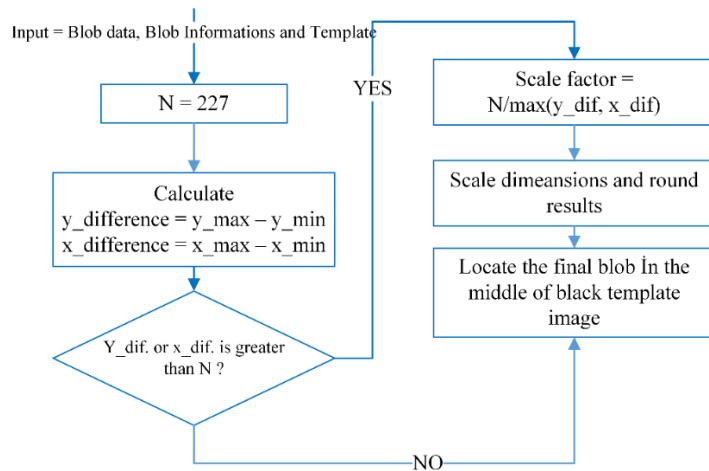 Input = Blob data, Blob Informations and Template
N = 227
Calculate
y_difference = y_max – y_min
x_difference = x_max – x_min
Y_dif. or x_dif. is greater
than N ?
YES
Scale factor =
N/max(y_dif, x_dif)
Scale dimeansions and round
results
Locate the final blob İn the
middle of black template
image
NO